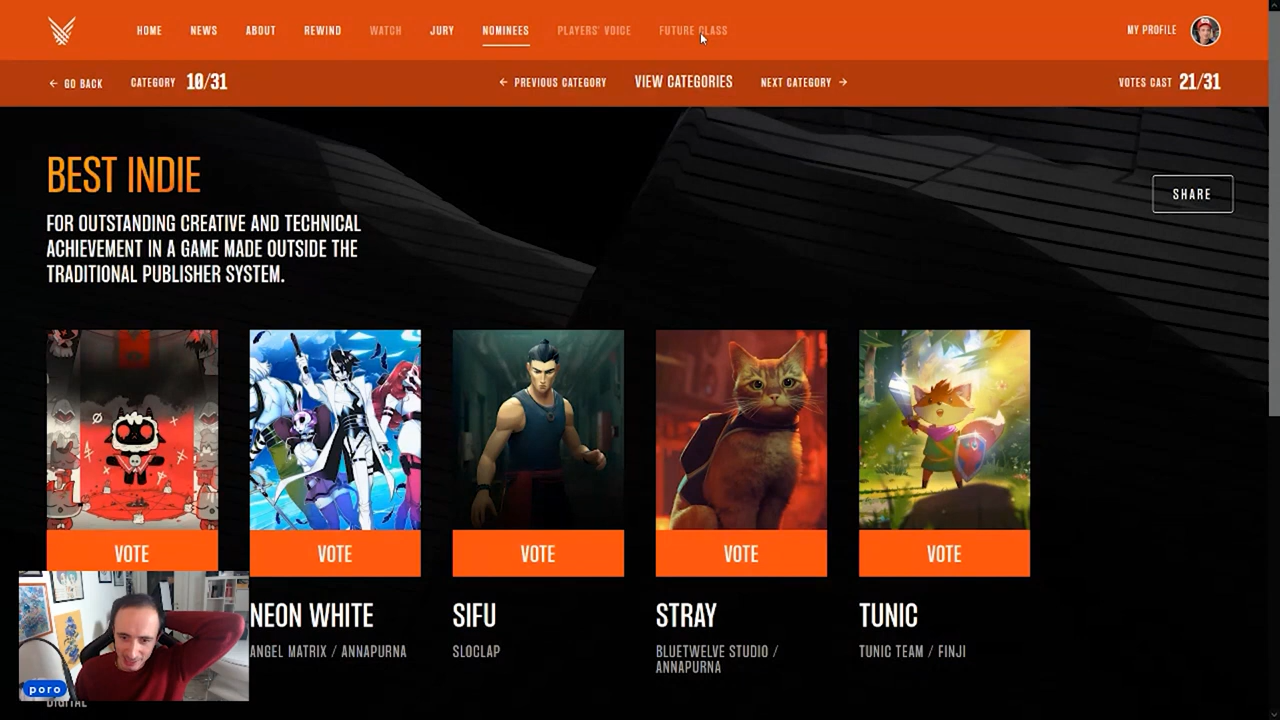 HOME NEWS ABOUT REWIND WATCH JURY NOMINEES PLAYERS' VOICE FUTURE CLASS MY PROFILE
← GO BACK CATEGORY 10/31 ← PREVIOUS CATEGORY VIEW CATEGORIES NEXT CATEGORY → VOTES CAST 21/31
BEST INDIE
SHARE
FOR OUTSTANDING CREATIVE AND TECHNICAL
ACHIEVEMENT IN A GAME MADE OUTSIDE THE
TRADITIONAL PUBLISHER SYSTEM.
VOTE VOTE VOTE VOTE VOTE
NEON WHITE SIFU STRAY TUNIC
ANGEL MATRIX / ANNAPURNA SLOCLAP BLUETWELVE STUDIO / TUNIC TEAM / FINJI
ANNAPURNA
poro
DIGITAL